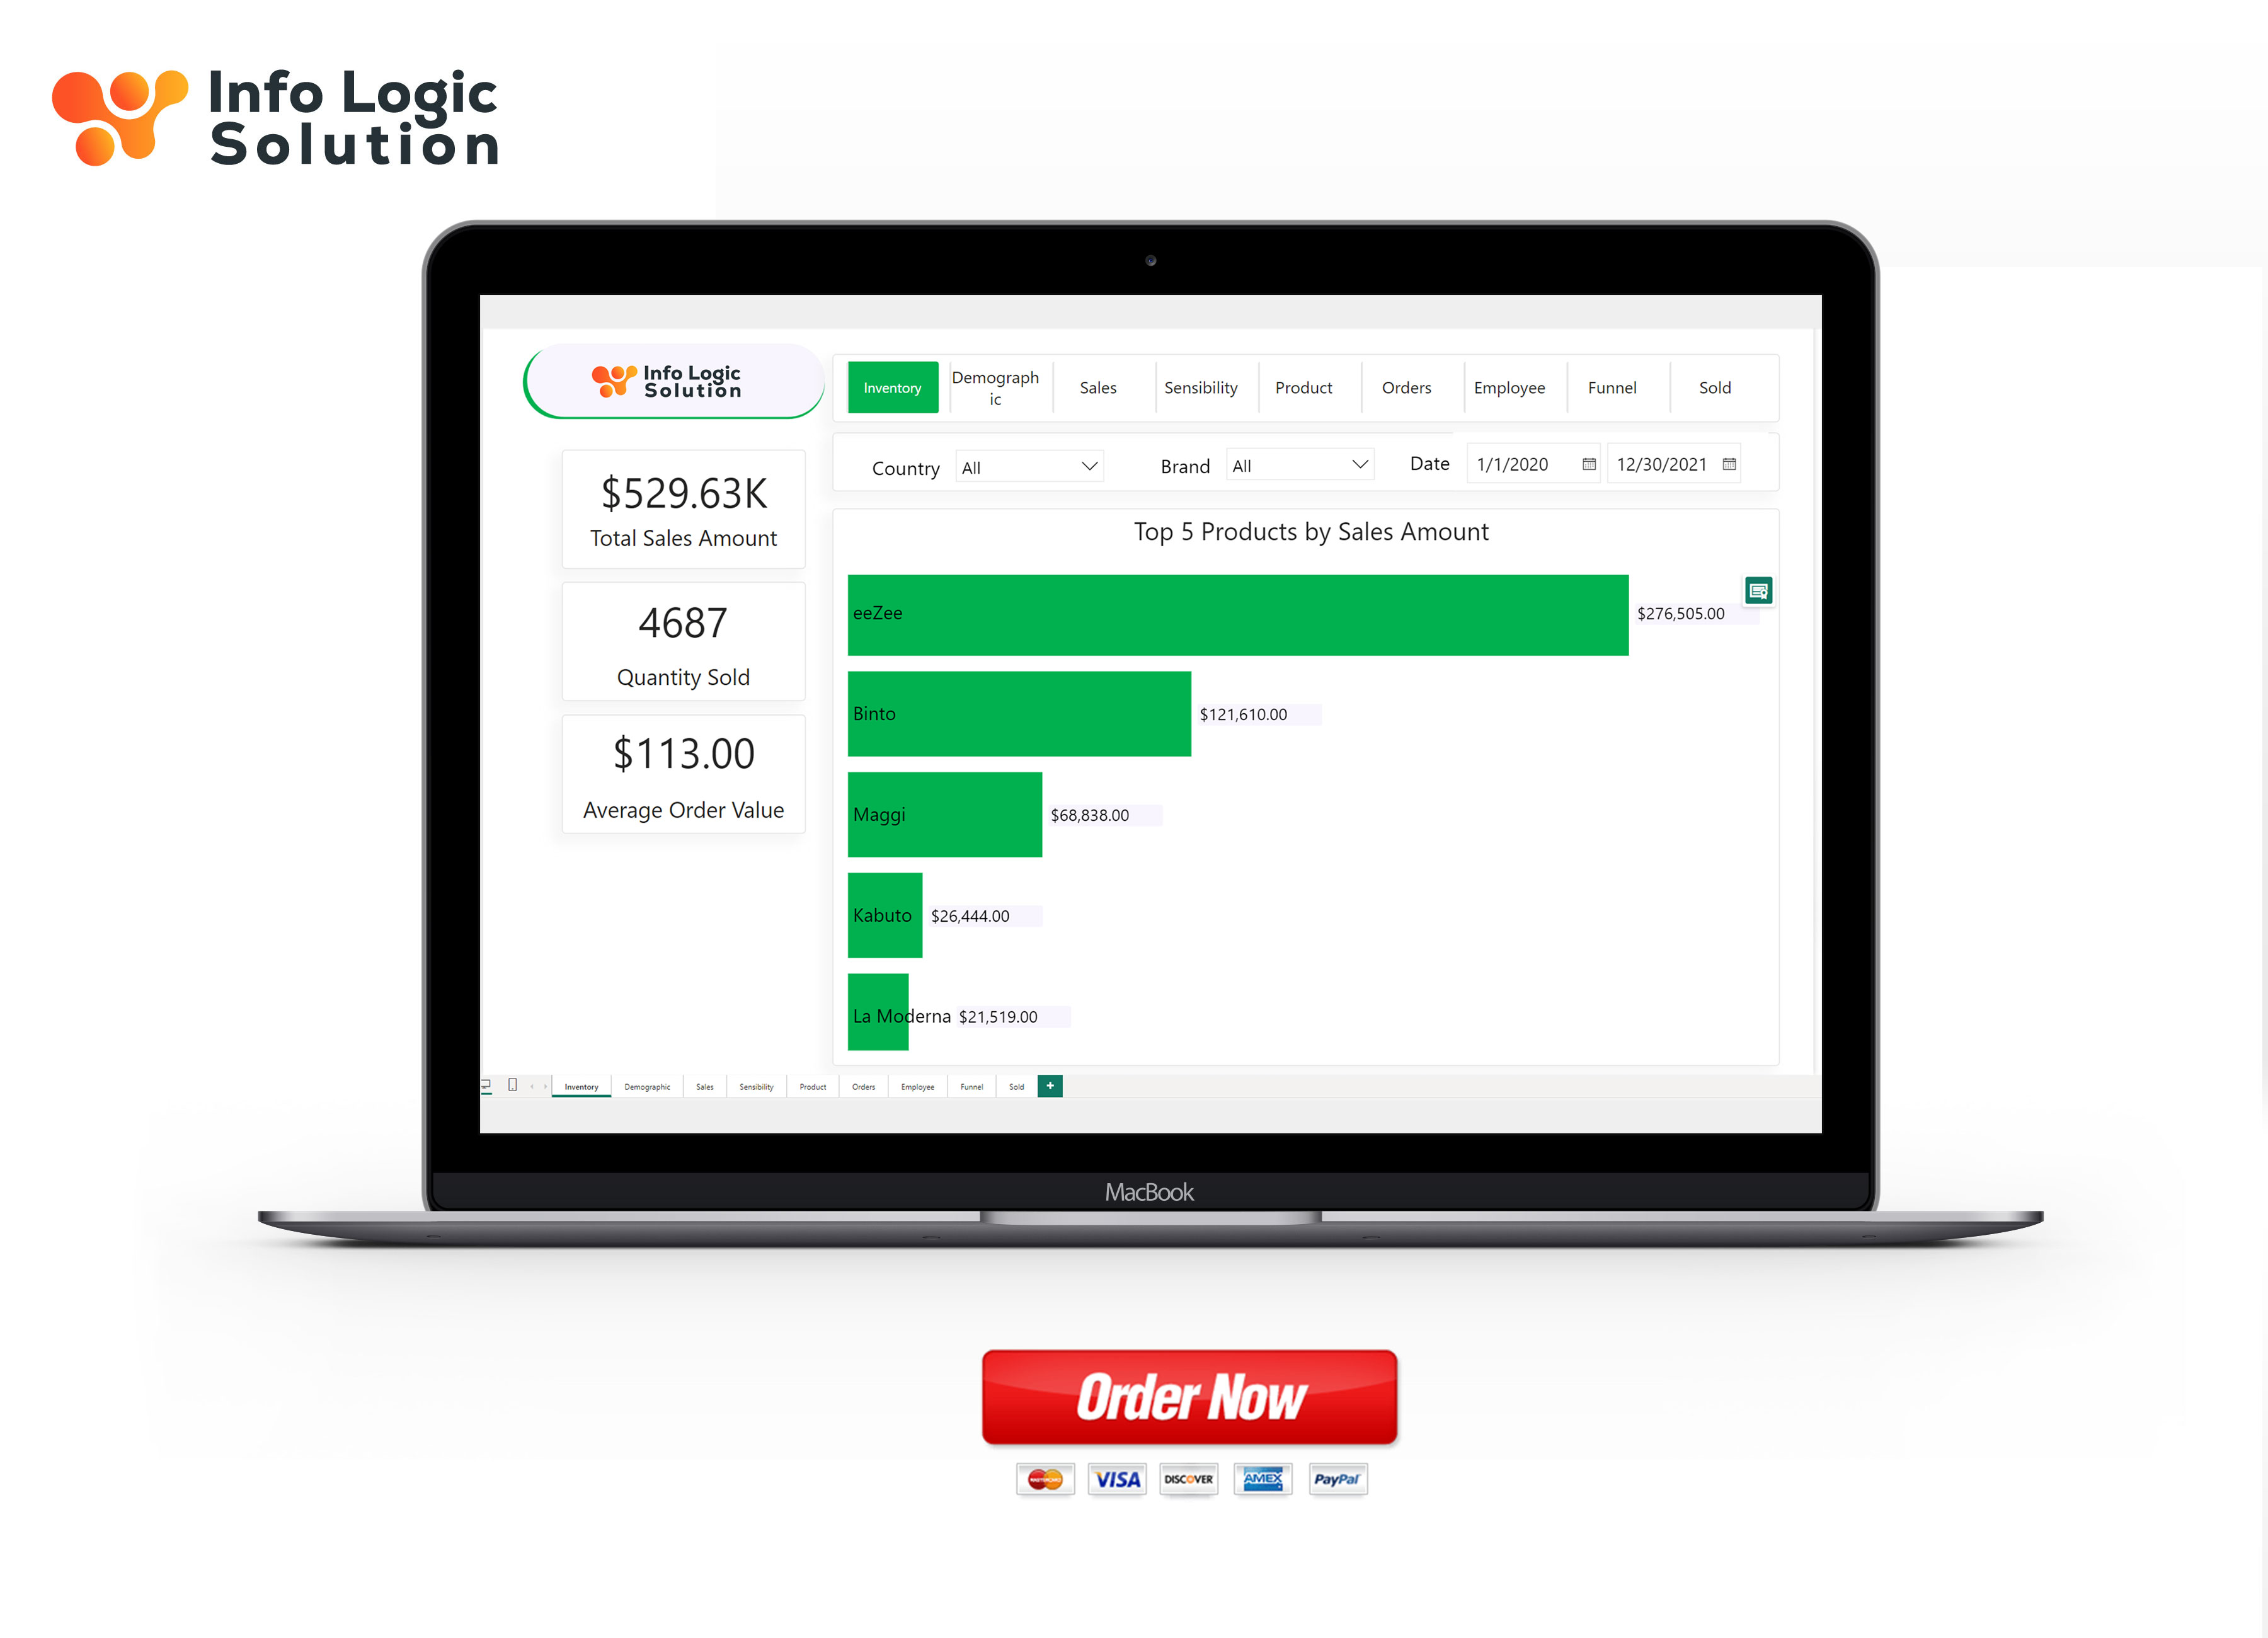 Info Logic
Solution
Info Logic
Solution
Inventory
Demograph
ic
Sales
Sensibility
Product
Orders
Employee
Funnel
Sold
Country
All
Brand
All
Date
1/1/2020
12/30/2021
$529.63K
Total Sales Amount
4687
Quantity Sold
$113.00
Average Order Value
Top 5 Products by Sales Amount
eeZee
$276,505.00
Binto
$121,610.00
Maggi
$68,838.00
Kabuto
$26,444.00
La Moderna
$21,519.00
Inventory
Demographic
Sales
Sensibility
Product
Orders
Employee
Funnel
Sold
+
MacBook
Order Now
MasterCard
VISA
DISCOVER
AMEX
PayPal